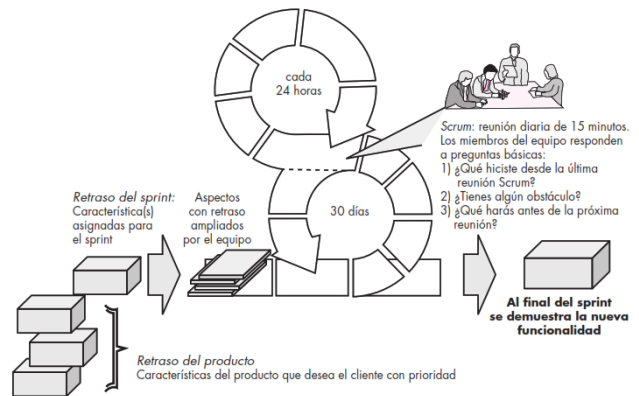 cada
24 horas
Scrum: reunión diaria de 15 minutos.
Los miembros del equipo responden
a preguntas básicas:
1) ¿Qué hiciste desde la última
reunión Scrum?
2) ¿Tienes algún obstáculo?
3) ¿Qué harás antes de la próxima
reunión?
Retraso del sprint:
Característica(s)
asignadas para
el sprint
Aspectos
con retraso
ampliados
por el equipo
30 días
Al final del sprint
se demuestra la nueva
funcionalidad
Retraso del producto
Características del producto que desea el cliente con prioridad